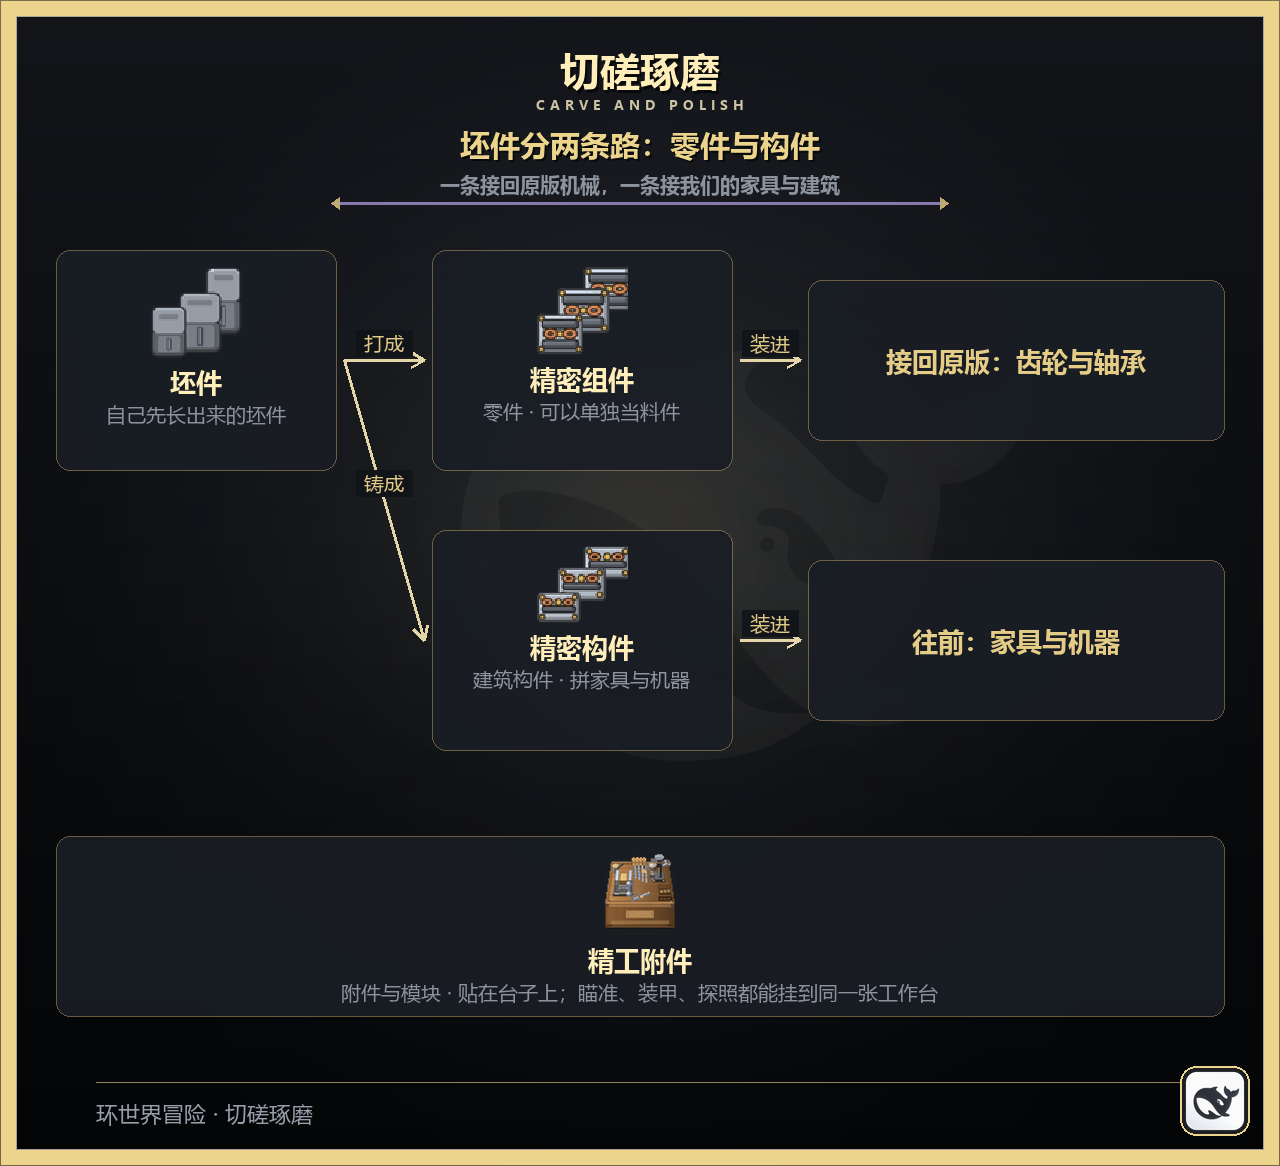 切磋琢磨
CARVE AND POLISH
坯件分两条路：零件与构件
一条接回原版机械，一条接我们的家具与建筑
坯件
自己先长出来的坯件
打成
铸成
精密组件
零件 · 可以单独当料件
装进
接回原版：齿轮与轴承
精密构件
建筑构件 · 拼家具与机器
装进
往前：家具与机器
精工附件
附件与模块 · 贴在台子上；瞄准、装甲、探照都能挂到同一张工作台
环世界冒险 · 切磋琢磨